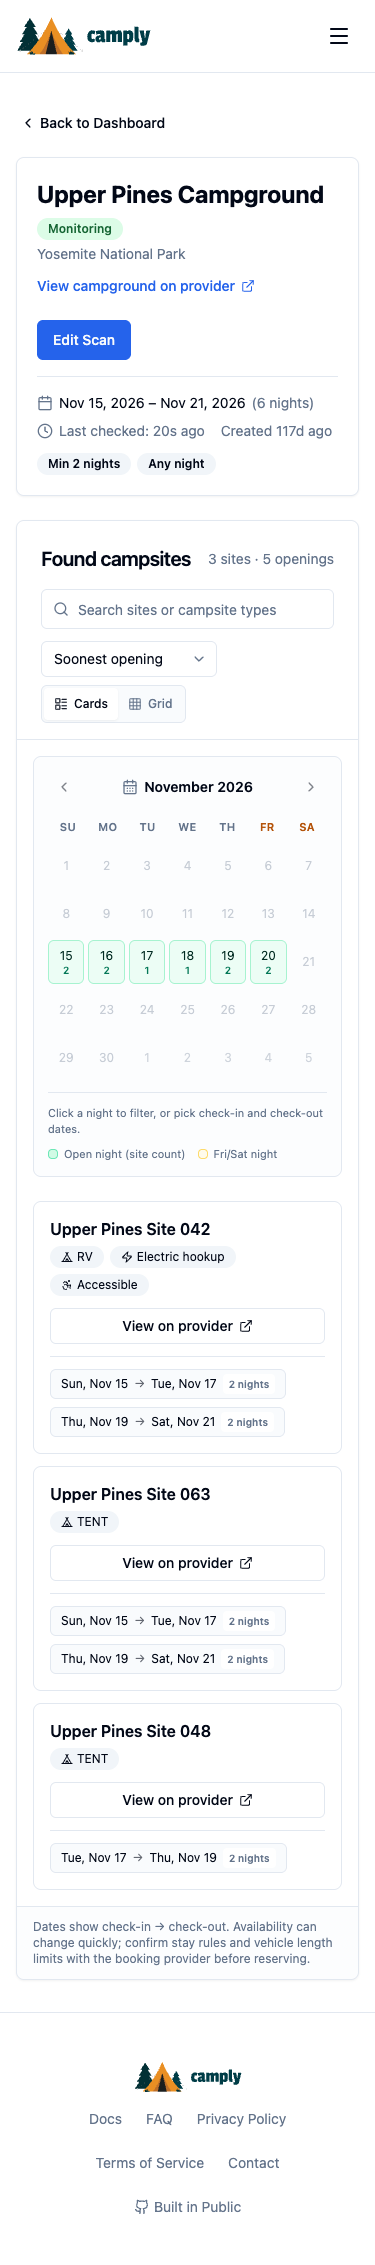 camply
Back to Dashboard
Upper Pines Campground
Monitoring
Yosemite National Park
View campground on provider
Edit Scan
Nov 15, 2026 – Nov 21, 2026 (6 nights)
Last checked: 20s ago Created 117d ago
Min 2 nights Any night
Found campsites 3 sites · 5 openings
Search sites or campsite types
Soonest opening
Cards Grid
November 2026
SU MO TU WE TH FR SA
1 2 3 4 5 6 7
8 9 10 11 12 13 14
15 16 17 18 19 20 21
2 2 1 1 2 2
22 23 24 25 26 27 28
29 30 1 2 3 4 5
Click a night to filter, or pick check-in and check-out
dates.
Open night (site count) Fri/Sat night
Upper Pines Site 042
RV Electric hookup
Accessible
View on provider
Sun, Nov 15 → Tue, Nov 17 2 nights
Thu, Nov 19 → Sat, Nov 21 2 nights
Upper Pines Site 063
TENT
View on provider
Sun, Nov 15 → Tue, Nov 17 2 nights
Thu, Nov 19 → Sat, Nov 21 2 nights
Upper Pines Site 048
TENT
View on provider
Tue, Nov 17 → Thu, Nov 19 2 nights
Dates show check-in → check-out. Availability can
change quickly; confirm stay rules and vehicle length
limits with the booking provider before reserving.
camply
Docs FAQ Privacy Policy
Terms of Service Contact
Built in Public